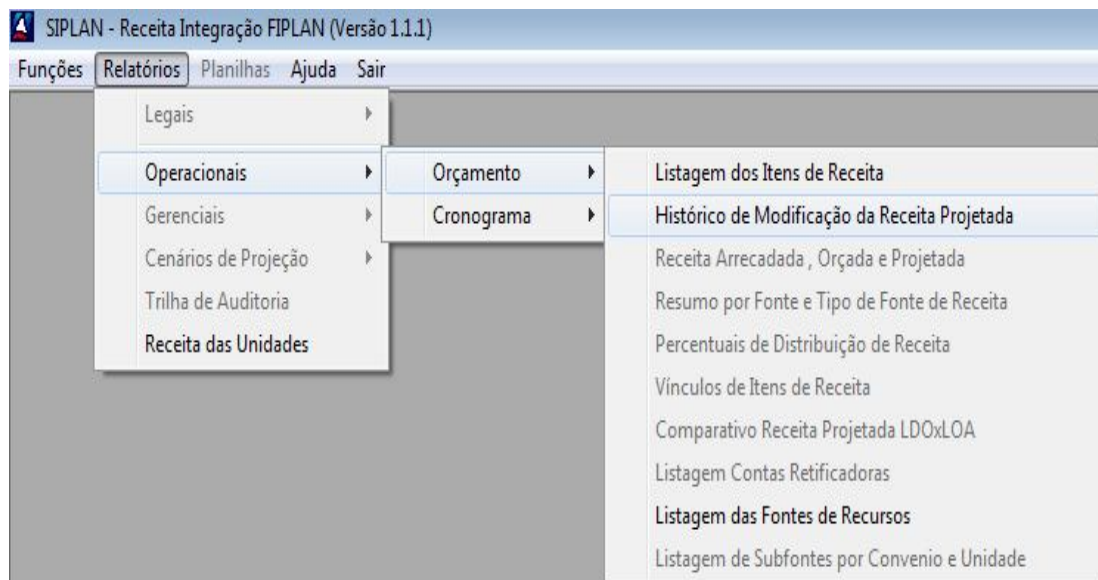 SIPLAN - Receita Integração FIPLAN (Versão 1.1.1)
Funções Relatórios Planilhas Ajuda Sair
Legais
Operacionais
Gerenciais
Cenários de Projeção
Trilha de Auditoria
Receita das Unidades
Orçamento
Cronograma
Listagem dos Itens de Receita
Histórico de Modificação da Receita Projetada
Receita Arrecadada , Orçada e Projetada
Resumo por Fonte e Tipo de Fonte de Receita
Percentuais de Distribuição de Receita
Vínculos de Itens de Receita
Comparativo Receita Projetada LDOxLOA
Listagem Contas Retificadoras
Listagem das Fontes de Recursos
Listagem de Subfontes por Convenio e Unidade